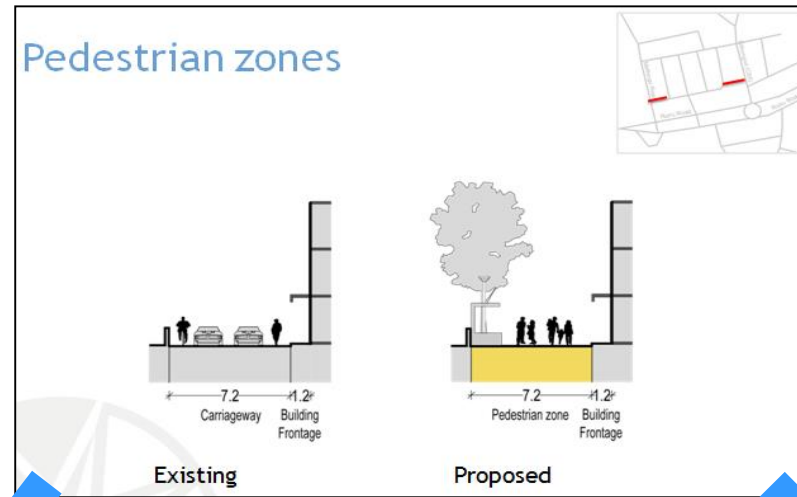 Pedestrian zones
7.2
1.2
Carriageway
Building
Frontage
7.2
1.2
Pedestrian zone
Building
Frontage
Existing
Proposed